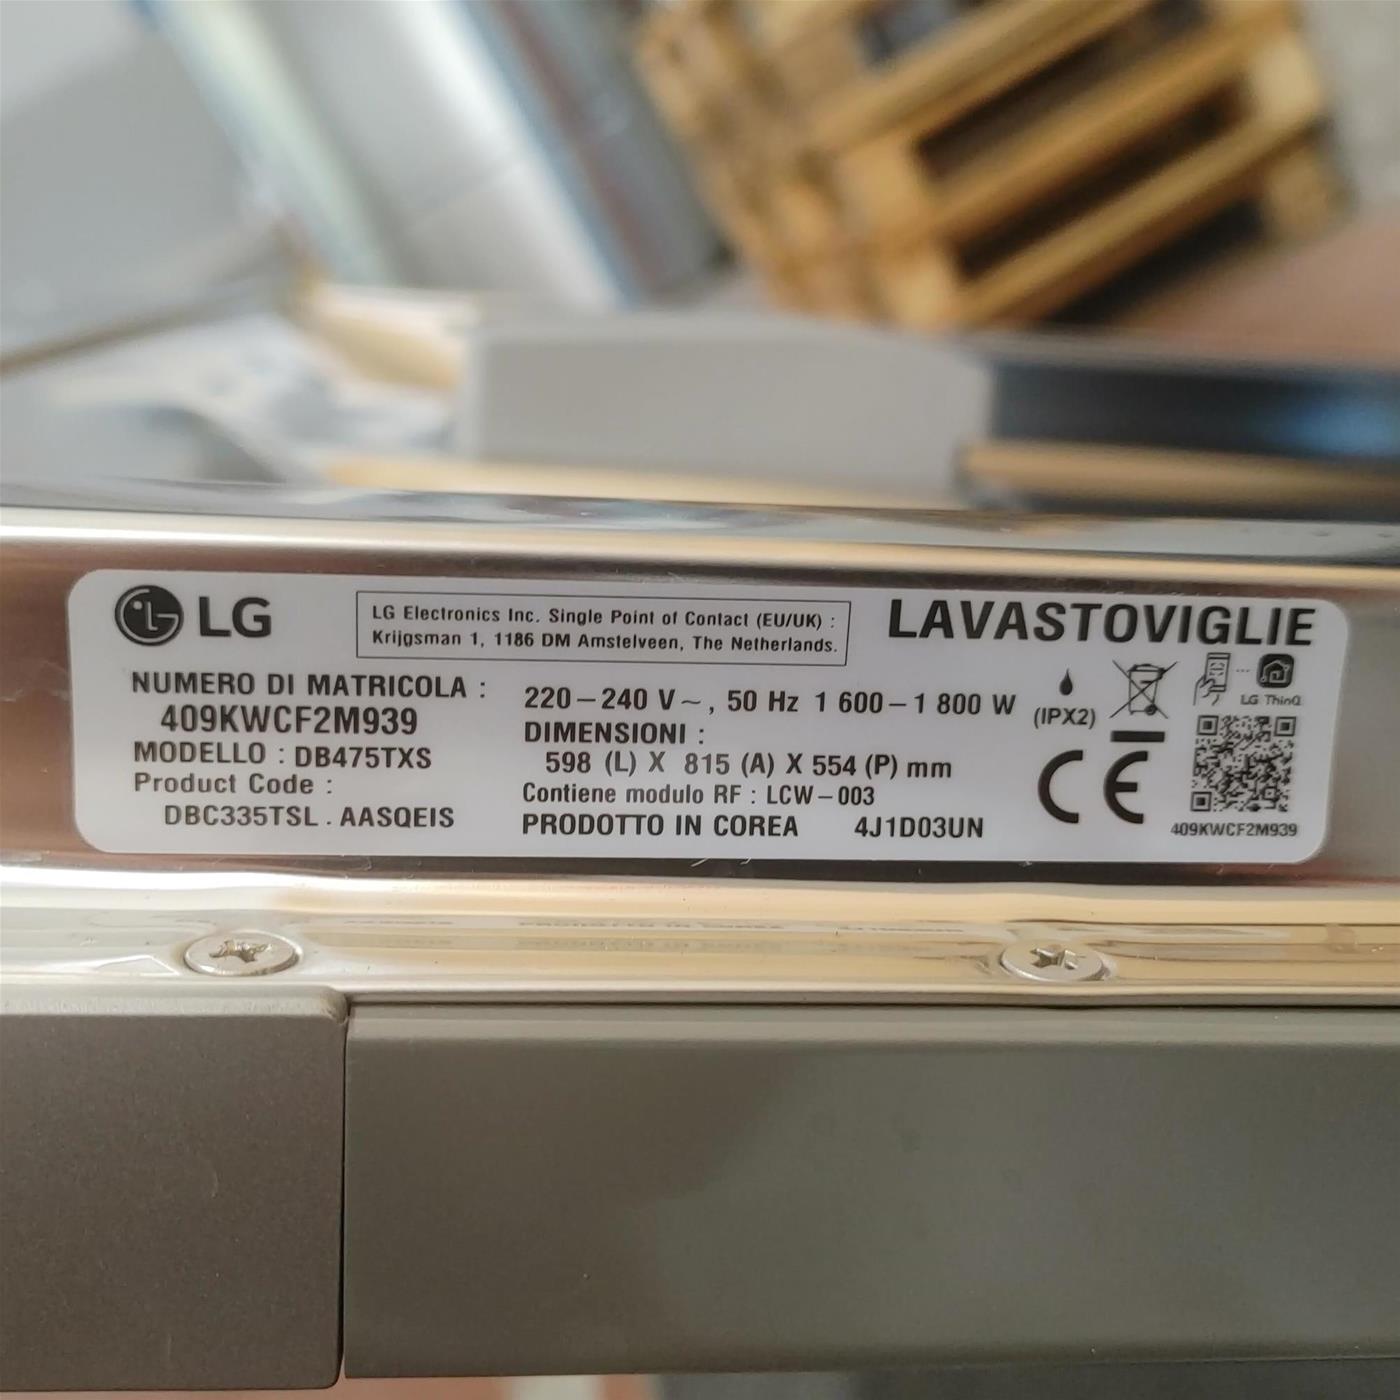 LG
LG Electronics Inc. Single Point of Contact (EU/UK) :
Krijgsman 1, 1186 DM Amstelveen, The Netherlands.
LAVASTOVIGLIE
NUMERO DI MATRICOLA :
409KWCF2M939
MODELLO : DB475TXS
Product Code :
DBC335TSL . AASQEIS
220-240 V~, 50 Hz 1 600-1 800 W
DIMENSIONI :
598 (L) X 815 (A) X 554 (P) mm
Contiene modulo RF : LCW-003
PRODOTTO IN COREA 4J1D03UN
(IPX2)
CE
LG ThinQ
409KWCF2M939